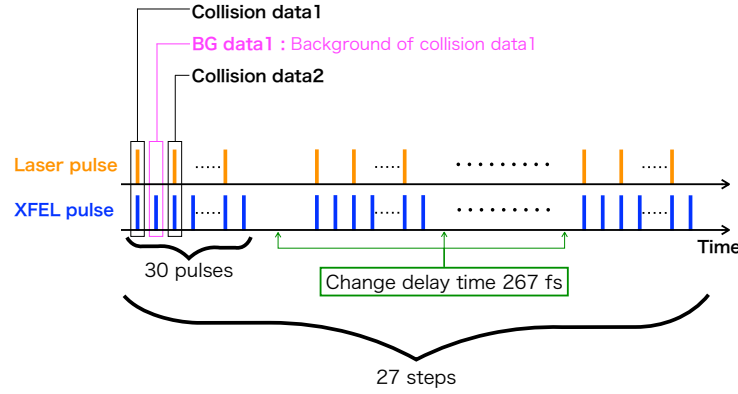 Collision data1
BG data1 : Background of collision data1
Collision data2
Laser pulse
XFEL pulse
Time
30 pulses
Change delay time 267 fs
27 steps